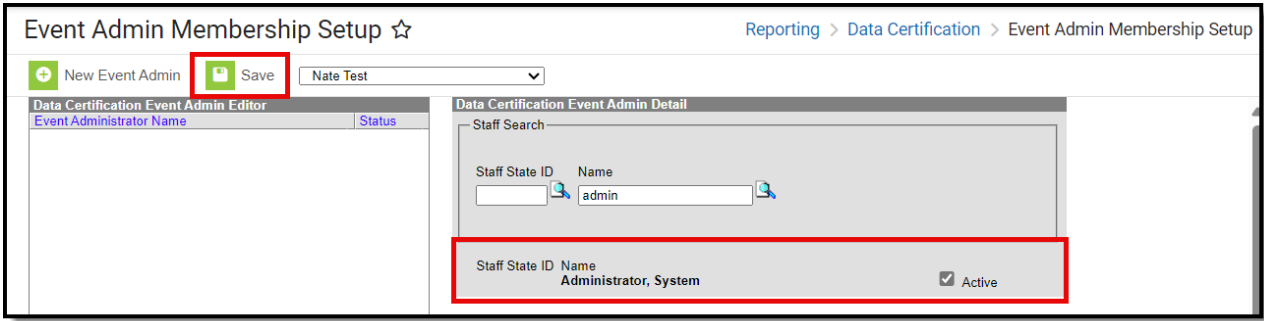 Event Admin Membership Setup ☆
Reporting > Data Certification > Event Admin Membership Setup
New Event Admin Save Nate Test
Data Certification Event Admin Editor
Event Administrator Name Status
Data Certification Event Admin Detail
Staff Search
Staff State ID Name
admin
Staff State ID Name
Administrator, System Active